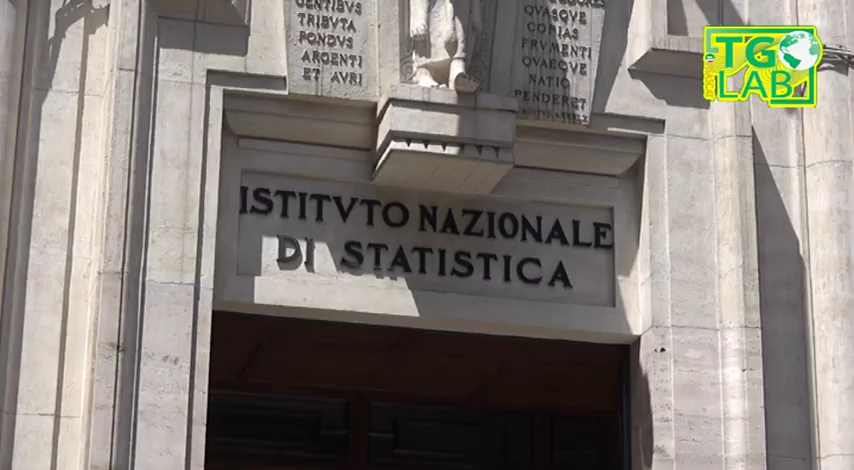 GENTIBVS
TRIBVTA
PONDVS
ARGENTI
ET AVRI
QVASQVE
COPIAS
FRVMENTI
QVAEQVE
NATIO
PENDERET
ISTITVTO NAZIONALE
DI STATISTICA
TG
LAB